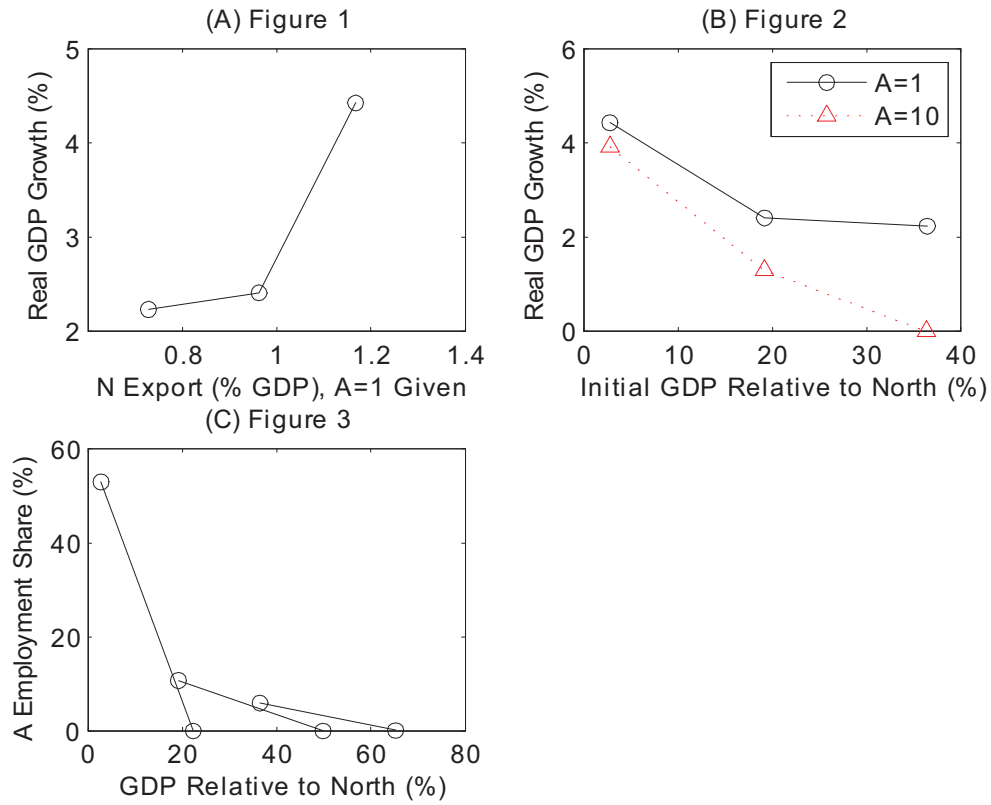 (A) Figure 1
5
4
3
2
0.8 1 1.2 1.4
Real GDP Growth (%)
N Export (% GDP), A=1 Given
(B) Figure 2
6
4
2
0
0 10 20 30 40
Real GDP Growth (%)
Initial GDP Relative to North (%)
A=1
A=10
(C) Figure 3
60
40
20
0
0 20 40 60 80
A Employment Share (%)
GDP Relative to North (%)